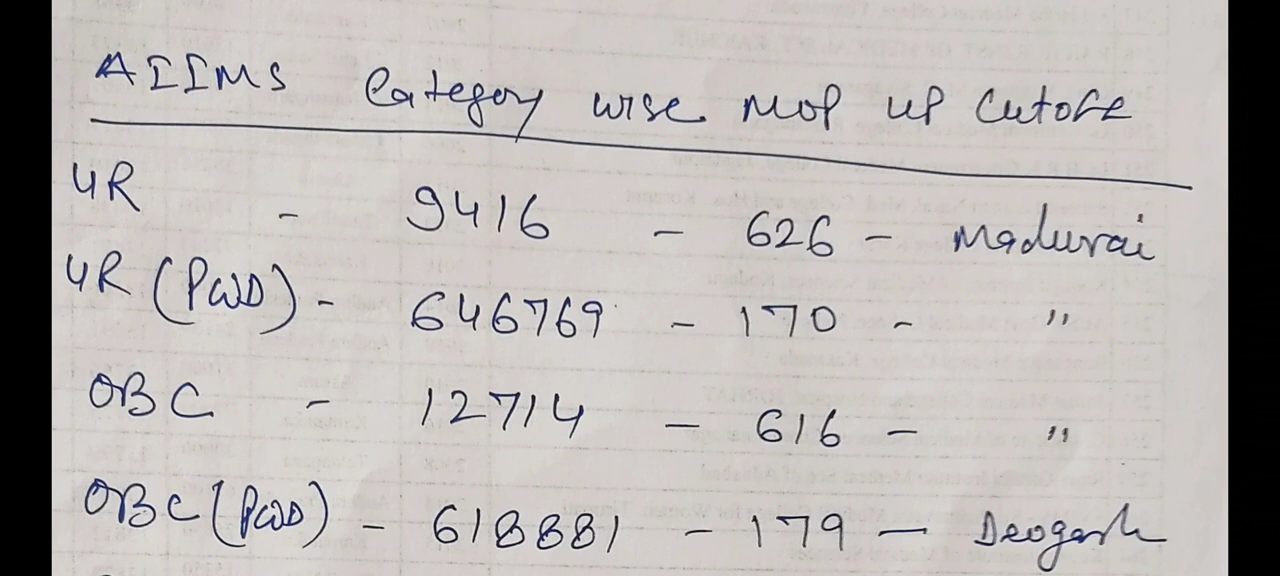 AIIMS Category wise mop up cutoff
UR - 9416 - 626 - Madurai
UR (PWD) - 646769 - 170 - "
OBC - 12714 - 616 - "
OBC (PWD) - 618881 - 179 - Deogarh